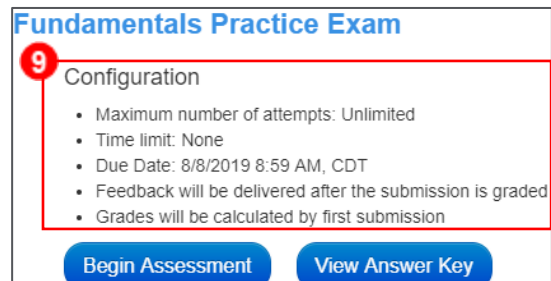 Fundamentals Practice Exam
9
Configuration
• Maximum number of attempts: Unlimited
• Time limit: None
• Due Date: 8/8/2019 8:59 AM, CDT
• Feedback will be delivered after the submission is graded
• Grades will be calculated by first submission
Begin Assessment View Answer Key